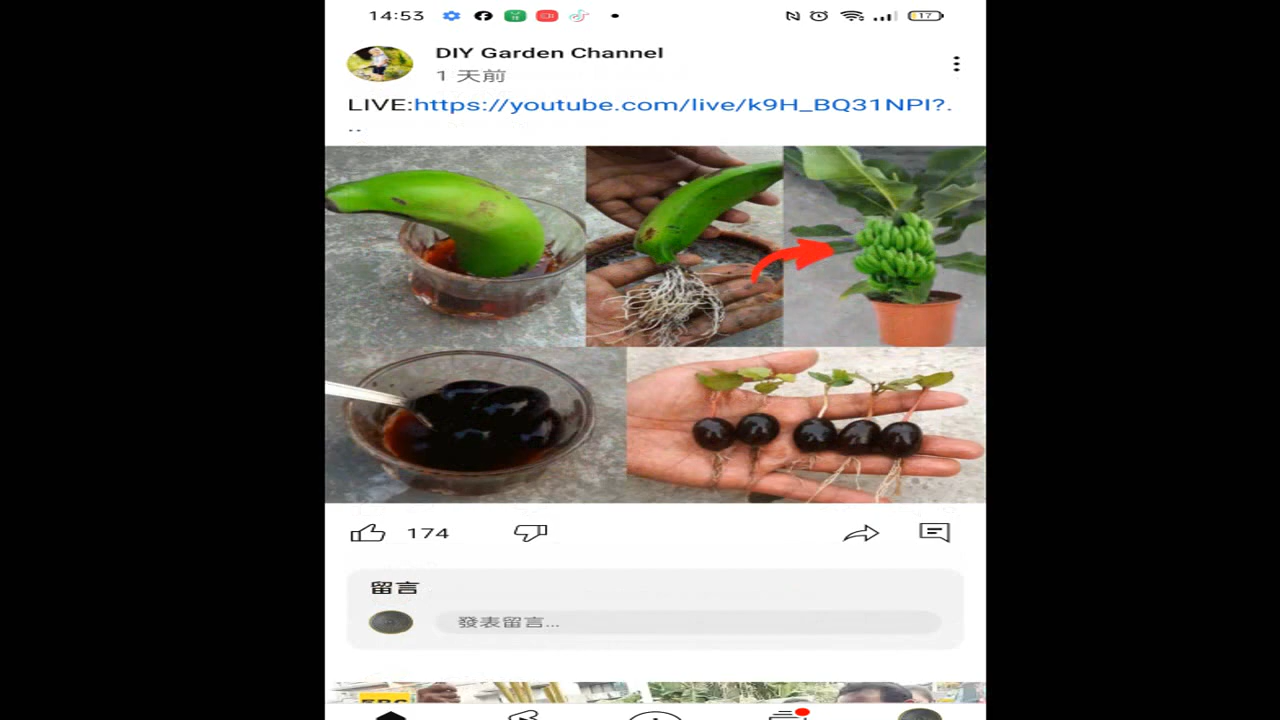 14:53
17
DIY Garden Channel
1 天前
LIVE:https://youtube.com/live/k9H_BQ31NPI?.
..
174
留言
發表留言...